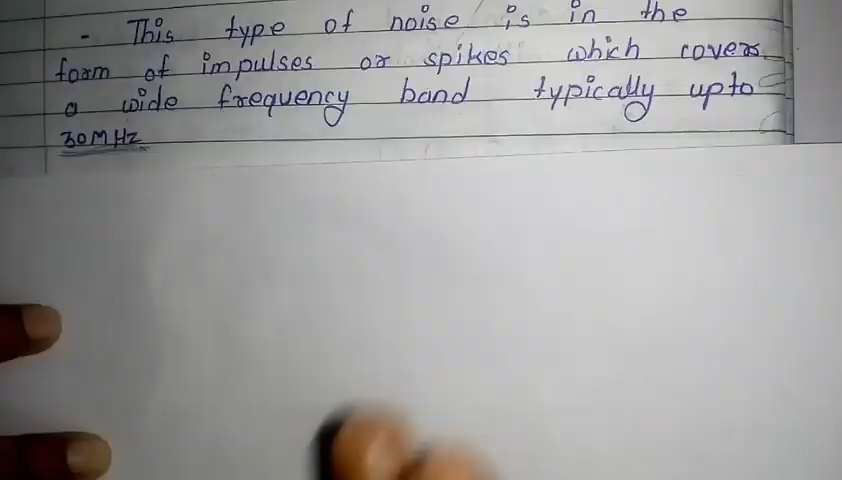 - This type of noise is in the
form of impulses or spikes which covers
a wide frequency band typically upto
30MHz